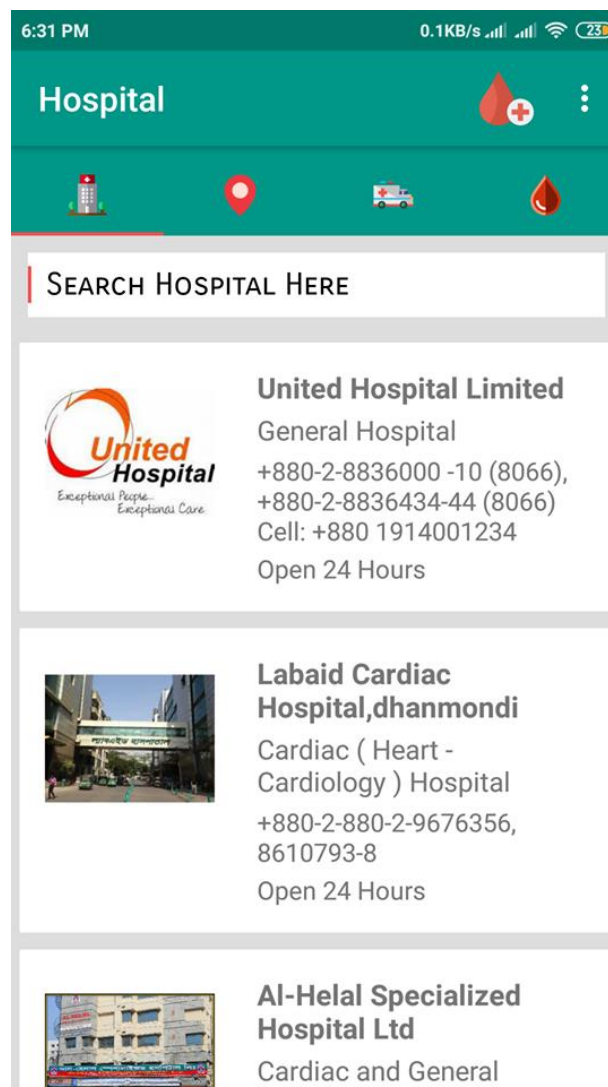 6:31 PM
0.1KB/s
23
Hospital
SEARCH HOSPITAL HERE
United
Hospital
Exceptional People...
Exceptional Care
United Hospital Limited
General Hospital
+880-2-8836000 -10 (8066),
+880-2-8836434-44 (8066)
Cell: +880 1914001234
Open 24 Hours
ল্যাবএইড হাসপাতাল
Labaid Cardiac
Hospital,dhanmondi
Cardiac ( Heart -
Cardiology ) Hospital
+880-2-880-2-9676356,
8610793-8
Open 24 Hours
Al-Helal Specialized
Hospital Ltd
Cardiac and General